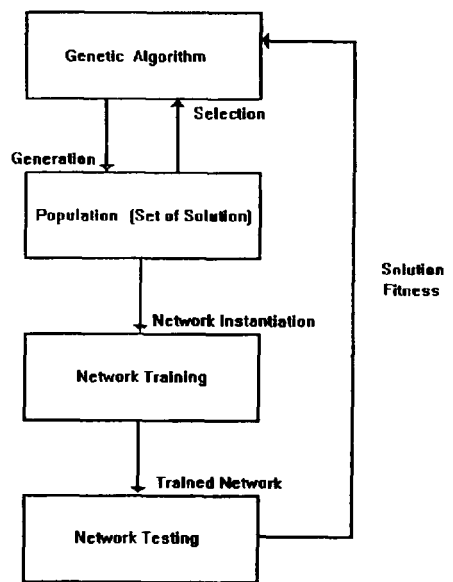 Genetic Algorithm
Selection
Generation
Population (Set of Solution)
Solution
Fitness
Network Instantiation
Network Training
Trained Network
Network Testing